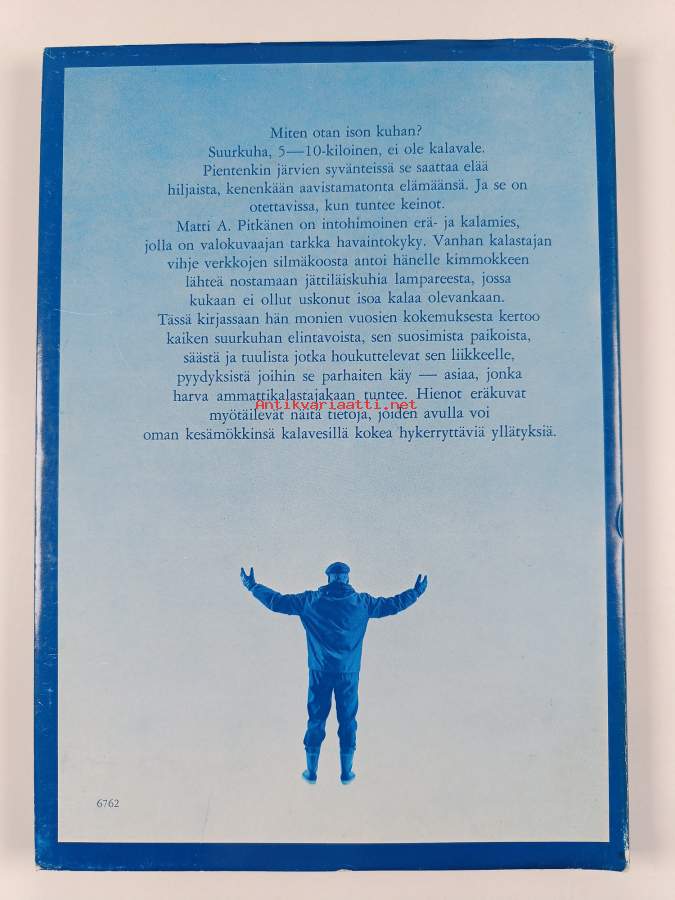 Miten otan ison kuhan?
Suurkuha, 5—10-kiloinen, ei ole kalavale.
Pientenkin järvien syvänteissä se saattaa elää
hiljaista, kenenkään aavistamatonta elämäänsä. Ja se on
otettavissa, kun tuntee keinot.
Matti A. Pitkänen on intohimoinen erä- ja kalamies,
jolla on valokuvaajan tarkka havaintokyky. Vanhan kalastajan
vihje verkkojen silmäkoosta antoi hänelle kimmokkeen
lähteä nostamaan jättiläiskuhia lampareesta, jossa
kukaan ei ollut uskonut isoa kalaa olevankaan.
Tässä kirjassaan hän monien vuosien kokemuksesta kertoo
kaiken suurkuhan elintavoista, sen suosimista paikoista,
säästä ja tuulista jotka houkuttelevat sen liikkeelle,
pyydyksistä joihin se parhaiten käy — asiaa, jonka
harva ammattikalastajakaan tuntee. Hienot eräkuvat
Antikvariaatti.net
myötäilevät näitä tietoja, joiden avulla voi
oman kesämökkinsä kalavesillä kokea hykerryttäviä yllätyksiä.
6762